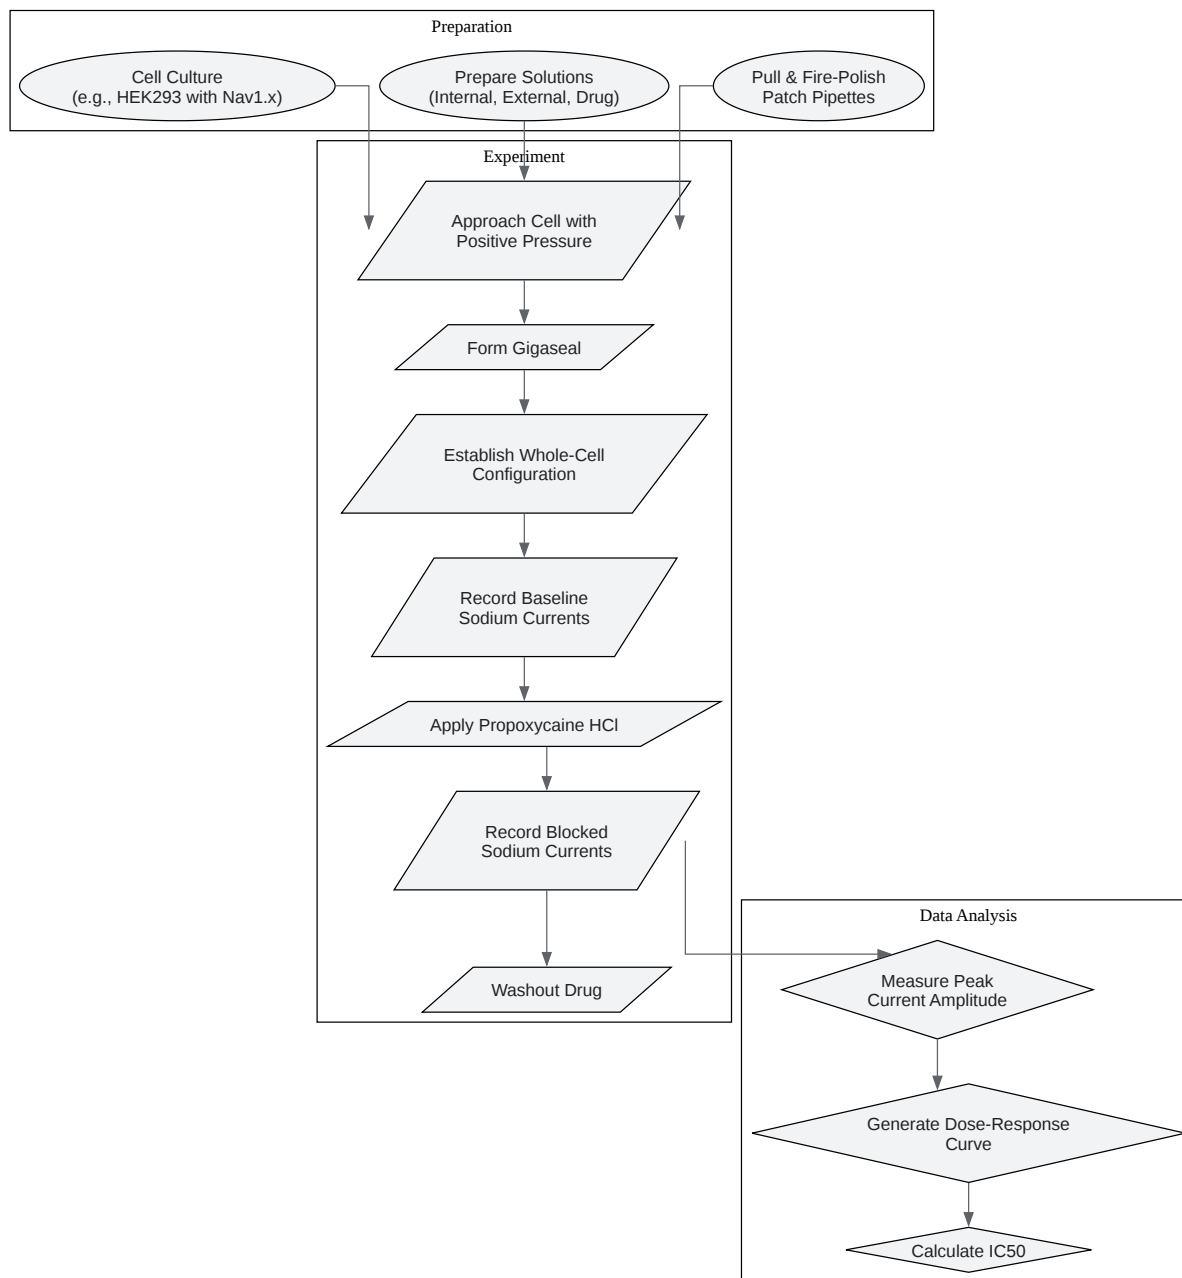 Preparation
Cell Culture
(e.g., HEK293 with Nav1.x)
Prepare Solutions
(Internal, External, Drug)
Pull & Fire-Polish
Patch Pipettes
Experiment
Approach Cell with
Positive Pressure
Form Gigaseal
Establish Whole-Cell
Configuration
Record Baseline
Sodium Currents
Apply Propoxycaine HCl
Record Blocked
Sodium Currents
Washout Drug
Data Analysis
Measure Peak
Current Amplitude
Generate Dose-Response
Curve
Calculate IC50